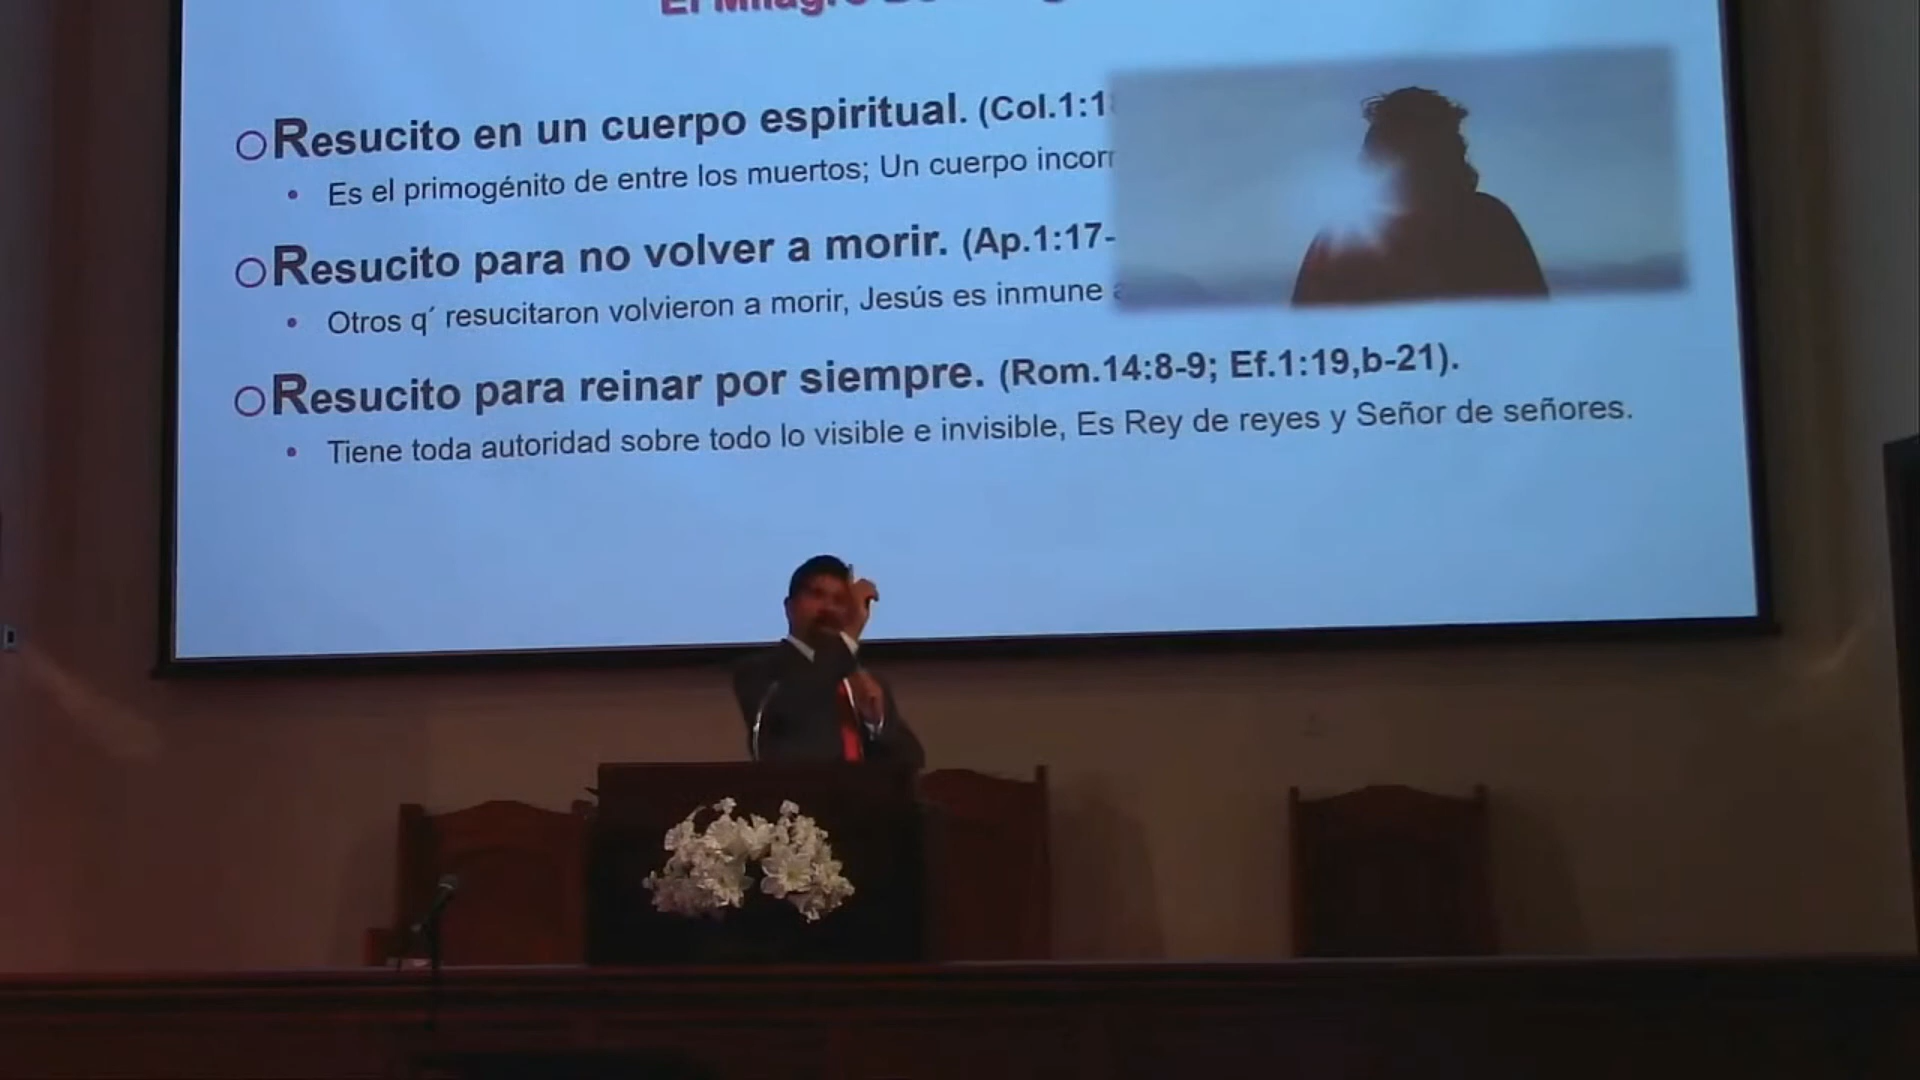 El Milagro
Resucito en un cuerpo espiritual. (Col.1:1
Es el primogénito de entre los muertos; Un cuerpo
Resucito para no volver a morir. (Ap.1:17-
Otros q´ resucitaron volvieron a morir, Jesús es inmune
Resucito para reinar por siempre. (Rom.14:8-9; Ef.1:19,b-21).
Tiene toda autoridad sobre todo lo visible e invisible, Es Rey de reyes y Señor de señores.